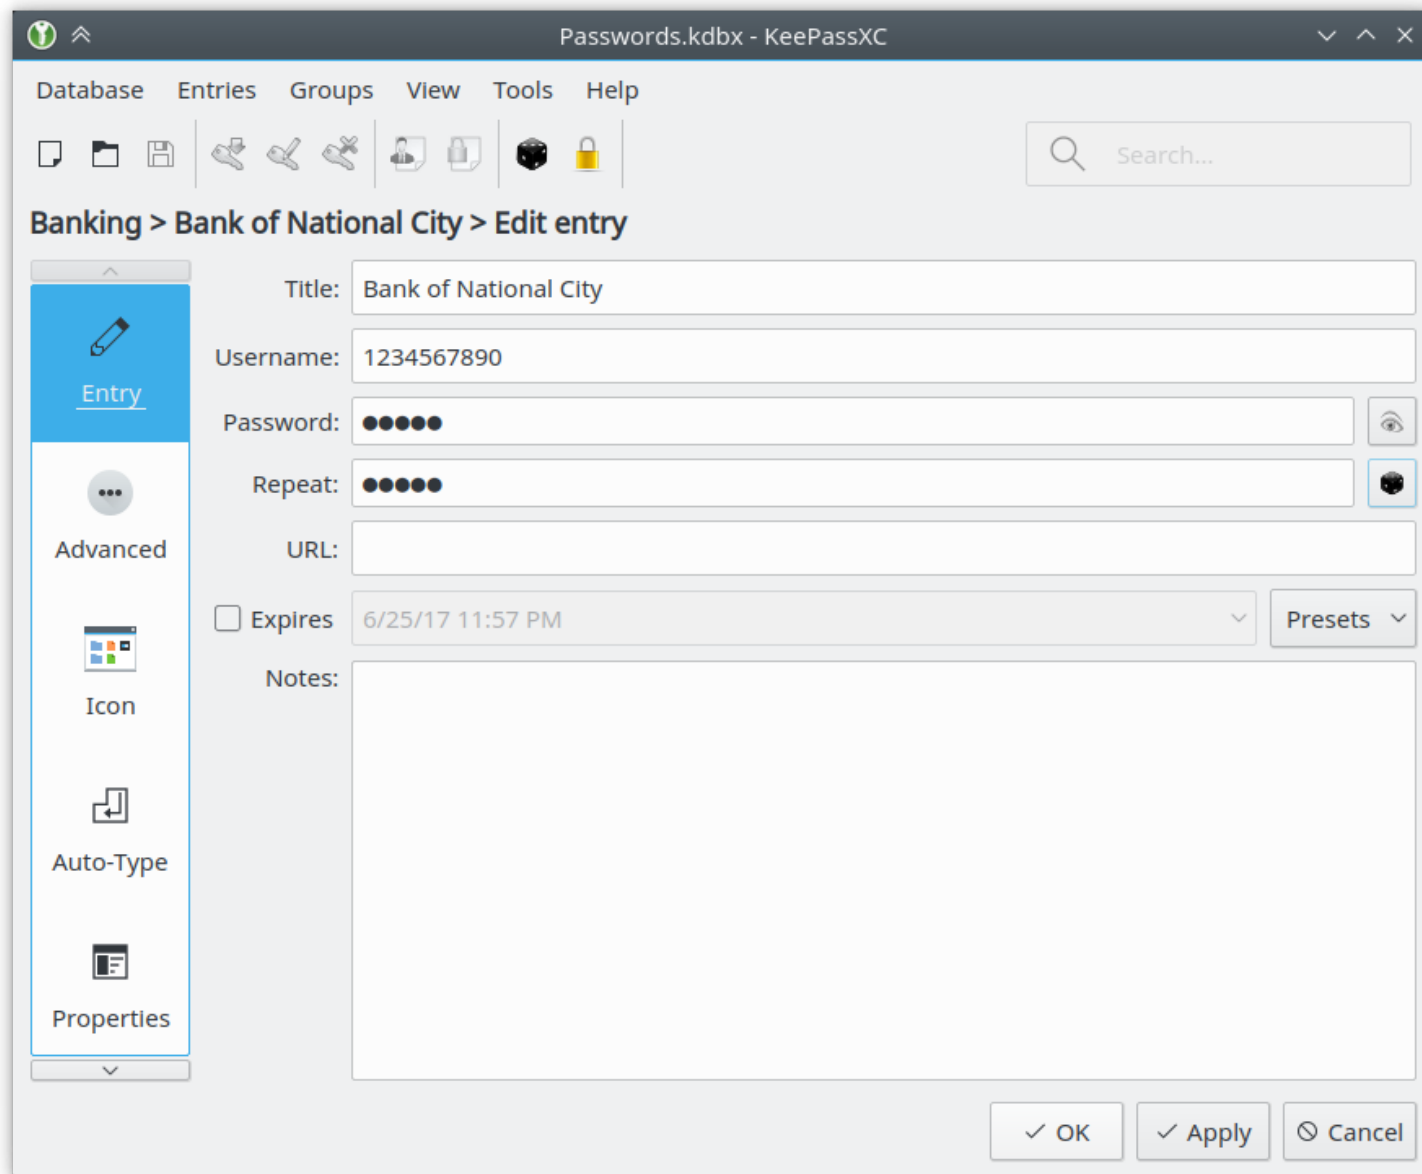 Passwords.kdbx - KeePassXC
Database Entries Groups View Tools Help
Search...
Banking > Bank of National City > Edit entry
Entry
Advanced
Icon
Auto-Type
Properties
Title: Bank of National City
Username: 1234567890
Password: ●●●●●
Repeat: ●●●●●
URL:
Expires 6/25/17 11:57 PM Presets
Notes:
OK Apply Cancel